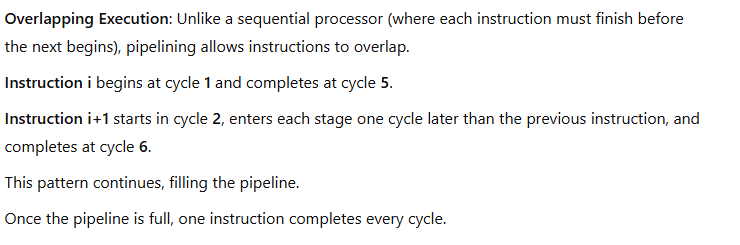 Overlapping Execution: Unlike a sequential processor (where each instruction must finish before
the next begins), pipelining allows instructions to overlap.
Instruction i begins at cycle 1 and completes at cycle 5.
Instruction i+1 starts in cycle 2, enters each stage one cycle later than the previous instruction, and
completes at cycle 6.
This pattern continues, filling the pipeline.
Once the pipeline is full, one instruction completes every cycle.